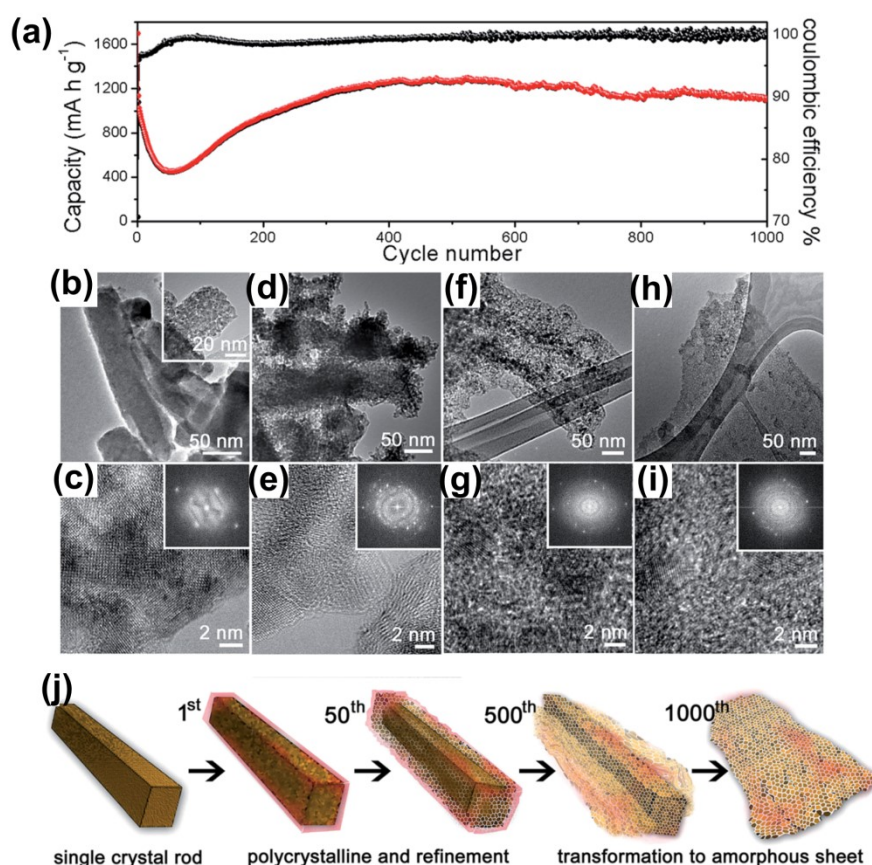 (a)
1600
1200
800
400
0
Capacity (mA h g⁻¹)
100
90
80
70
coulombic efficiency %
0 200 400 600 800 1000
Cycle number
(b) (d) (f) (h)
20 nm
50 nm 50 nm 50 nm 50 nm
(c) (e) (g) (i)
2 nm 2 nm 2 nm 2 nm
(j)
1st 50th 500th 1000th
single crystal rod polycrystalline and refinement transformation to amorphous sheet